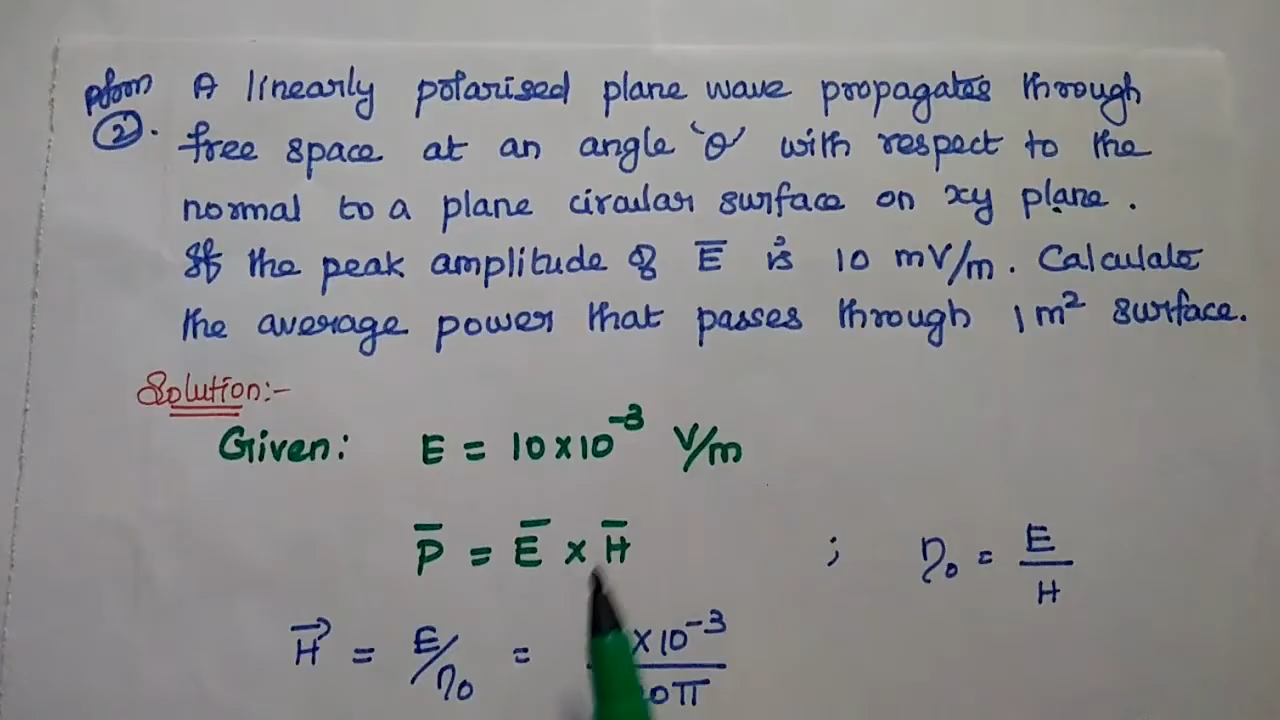 pbm A linearly polarised plane wave propagates through
②. free space at an angle 'θ' with respect to the
normal to a plane circular surface on xy plane.
If the peak amplitude of E̅ is 10 mV/m. Calculate
the average power that passes through 1m² surface.
Solution:-
Given: E = 10×10⁻³ V/m
P̅ = E̅ × H̅ ; η₀ = E/H
H⃗ = E/η₀ = ×10⁻³/0π